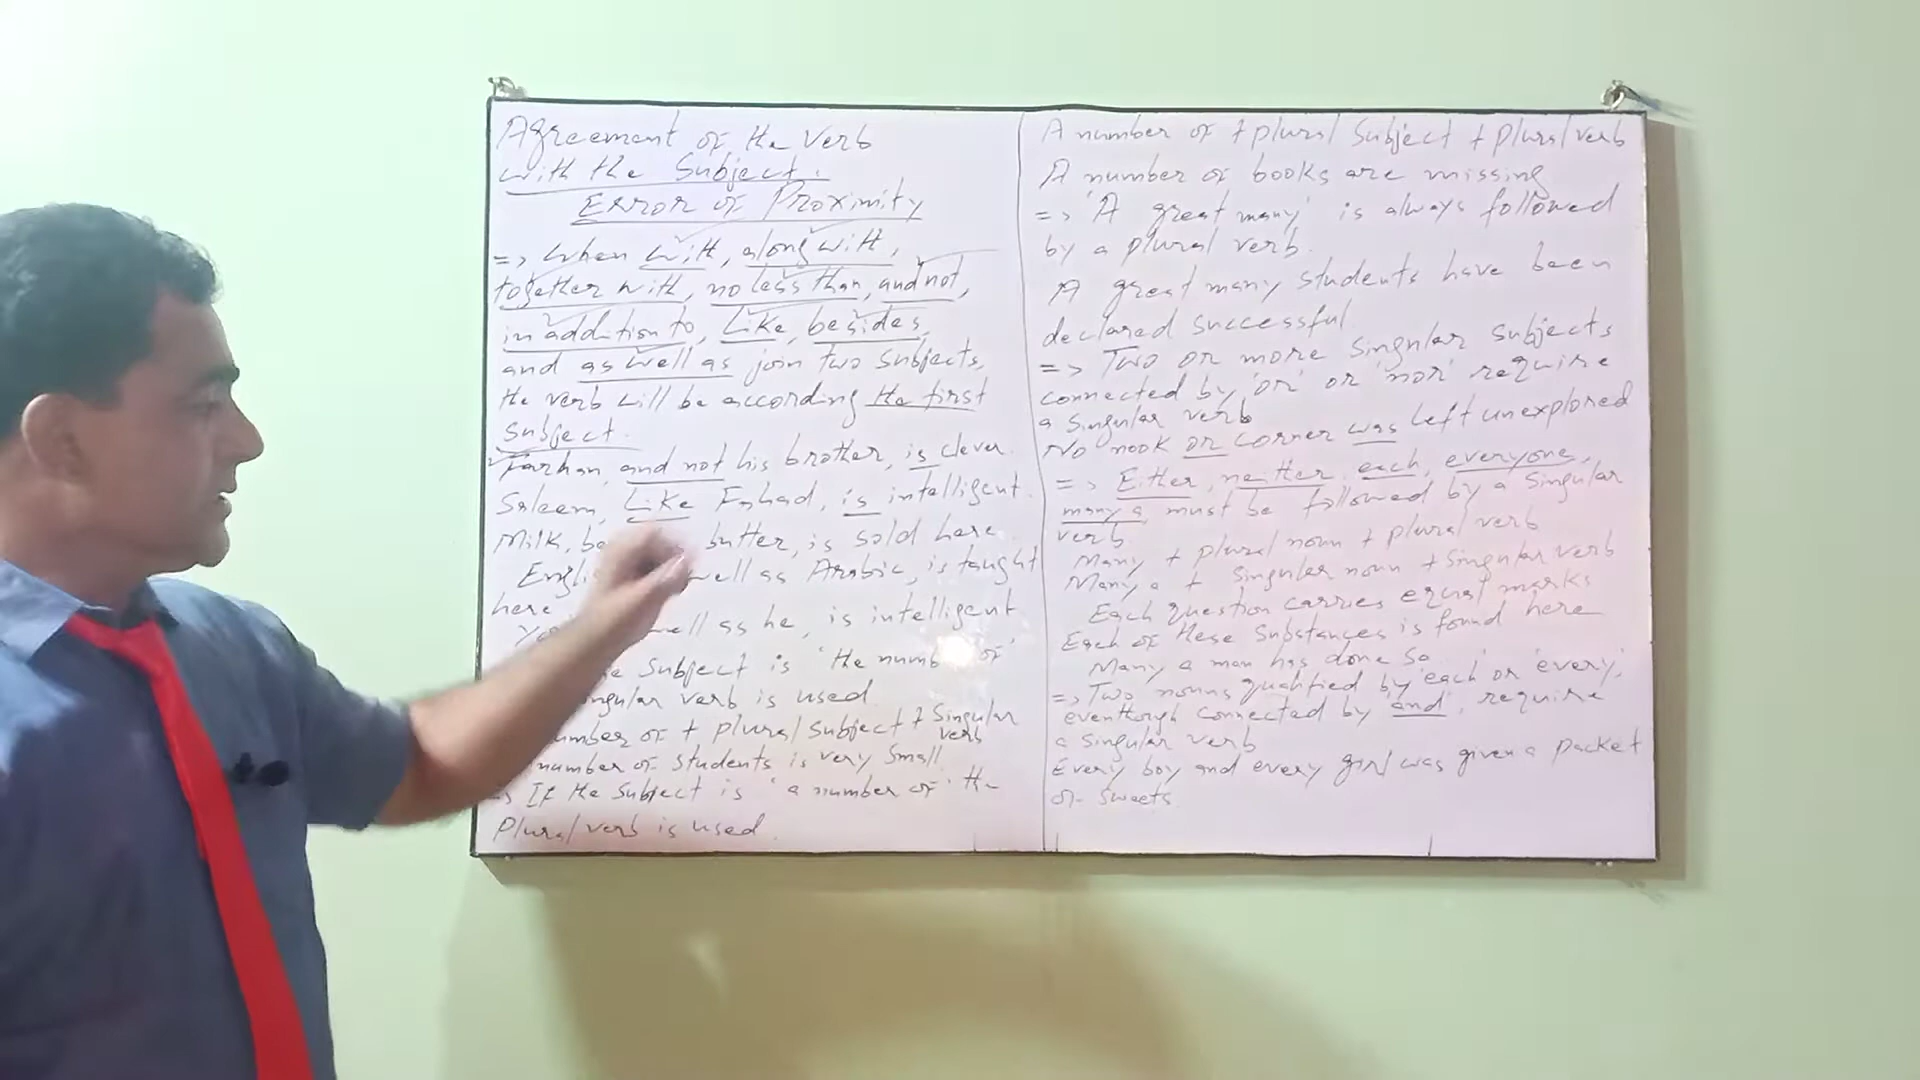 Agreement of the Verb
with the Subject.
Error of Proximity
=> When with, along with,
together with, no less than, and not,
in addition to, Like, besides,
and as well as join two subjects,
the verb will be according the first
subject.
Farhan, and not his brother, is clever.
Saleem, Like Fahad, is intelligent.
Milk, butter, is sold here.
well as Arabic, is taught
here
well as he, is intelligent
Subject is 'the number of'
verb is used.
number of + plural subject + Singular
verb
number of students is very small.
=> If the Subject is 'a number of' the
Plural verb is used.
A number of + plural Subject + plural verb
A number of books are missing
=> 'A great many' is always followed
by a plural verb.
A great many students have been
declared successful.
=> Two or more singular subjects
connected by 'or' or 'nor' require
a singular verb
No nook or corner was left unexplored
=> Either, neither, each, everyone,
many a, must be followed by a singular
verb
Many + plural noun + plural verb
Many a + singular noun + singular verb
Each question carries equal marks
Each of these substances is found here
Many a man has done so.
=> Two nouns qualified by 'each or 'every,'
eventhough connected by 'and', require
a singular verb
Every boy and every girl was given a packet
of sweets